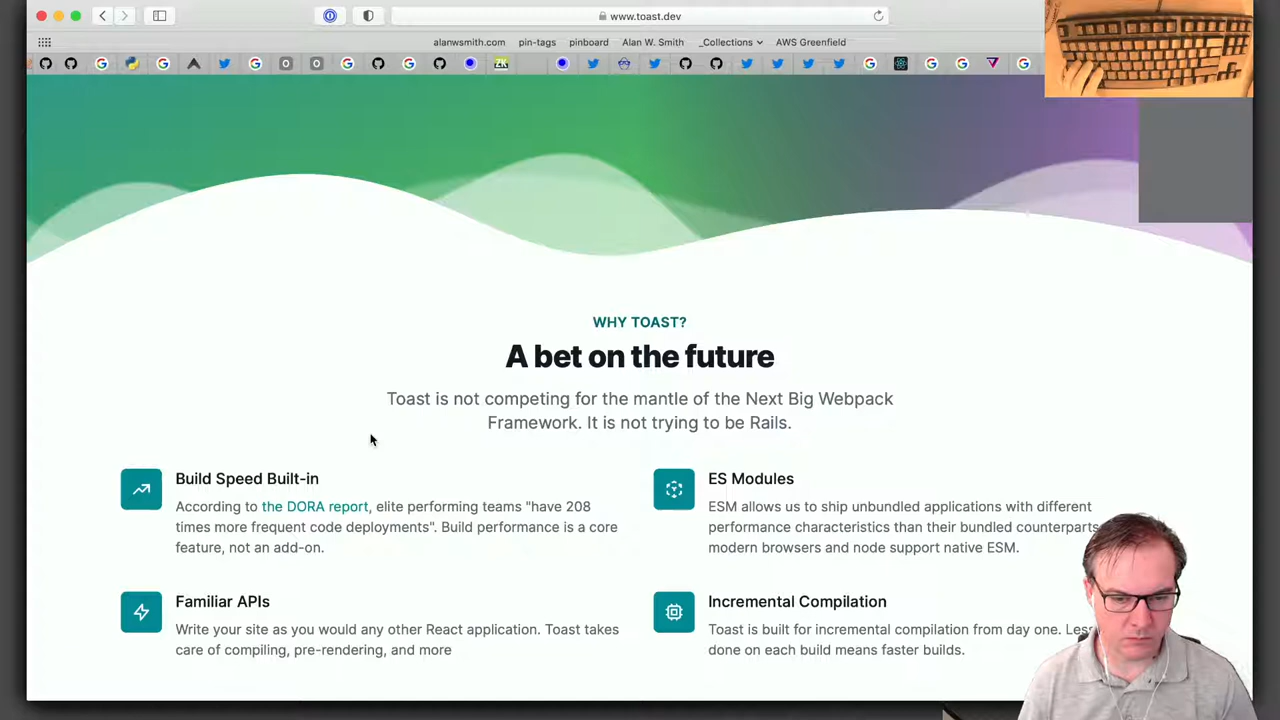 www.toast.dev
alanwsmith.com pin-tags pinboard Alan W. Smith _Collections AWS Greenfield
ZK
WHY TOAST?
A bet on the future
Toast is not competing for the mantle of the Next Big Webpack
Framework. It is not trying to be Rails.
Build Speed Built-in
According to the DORA report, elite performing teams "have 208
times more frequent code deployments". Build performance is a core
feature, not an add-on.
ES Modules
ESM allows us to ship unbundled applications with different
performance characteristics than their bundled counterparts
modern browsers and node support native ESM.
Familiar APIs
Write your site as you would any other React application. Toast takes
care of compiling, pre-rendering, and more
Incremental Compilation
Toast is built for incremental compilation from day one. Les
done on each build means faster builds.